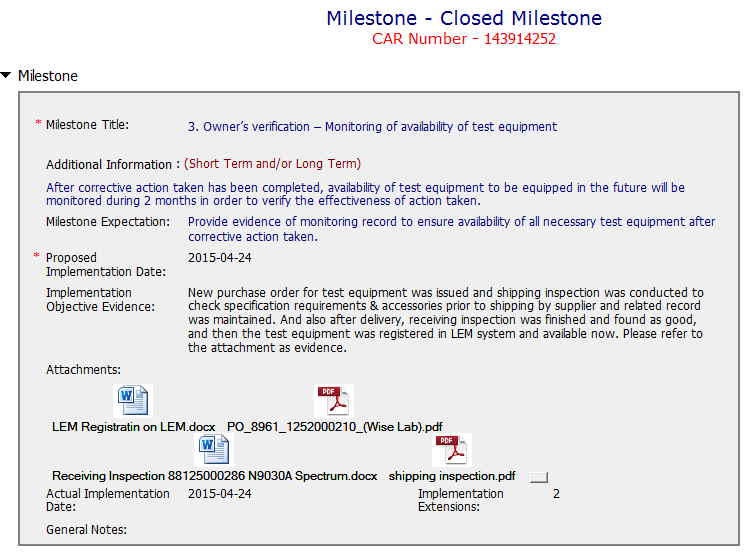 Milestone - Closed Milestone
CAR Number - 143914252
Milestone
* Milestone Title: 3. Owner's verification – Monitoring of availability of test equipment
Additional Information : (Short Term and/or Long Term)
After corrective action taken has been completed, availability of test equipment to be equipped in the future will be
monitored during 2 months in order to verify the effectiveness of action taken.
Milestone Expectation: Provide evidence of monitoring record to ensure availability of all necessary test equipment after
corrective action taken.
* Proposed 2015-04-24
Implementation Date:
Implementation New purchase order for test equipment was issued and shipping inspection was conducted to
Objective Evidence: check specification requirements & accessories prior to shipping by supplier and related record
was maintained. And also after delivery, receiving inspection was finished and found as good,
and then the test equipment was registered in LEM system and available now. Please refer to
the attachment as evidence.
Attachments:
W PDF
LEM Registratin on LEM.docx PO_8961_1252000210_(Wise Lab).pdf
W PDF
Receiving Inspection 88125000286 N9030A Spectrum.docx shipping inspection.pdf
Actual Implementation 2015-04-24 Implementation 2
Date: Extensions:
General Notes: